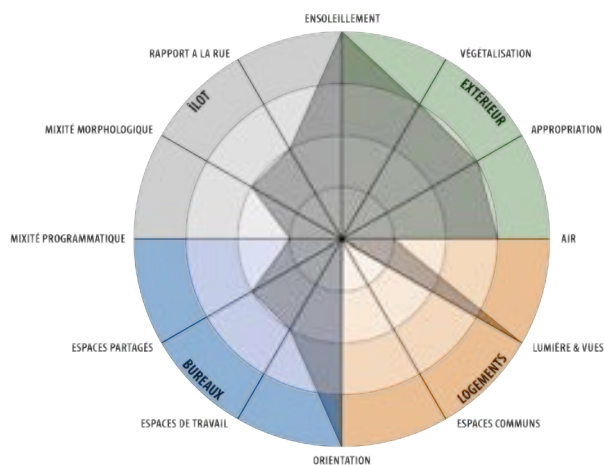 ENSOLEILLEMENT
RAPPORT A LA RUE
VÉGÉTALISATION
ÎLOT
EXTÉRIEUR
MIXITÉ MORPHOLOGIQUE
APPROPRIATION
MIXITÉ PROGRAMMATIQUE
AIR
ESPACES PARTAGÉS
LUMIÈRE & VUES
BUREAUX
LOGEMENTS
ESPACES DE TRAVAIL
ESPACES COMMUNS
ORIENTATION